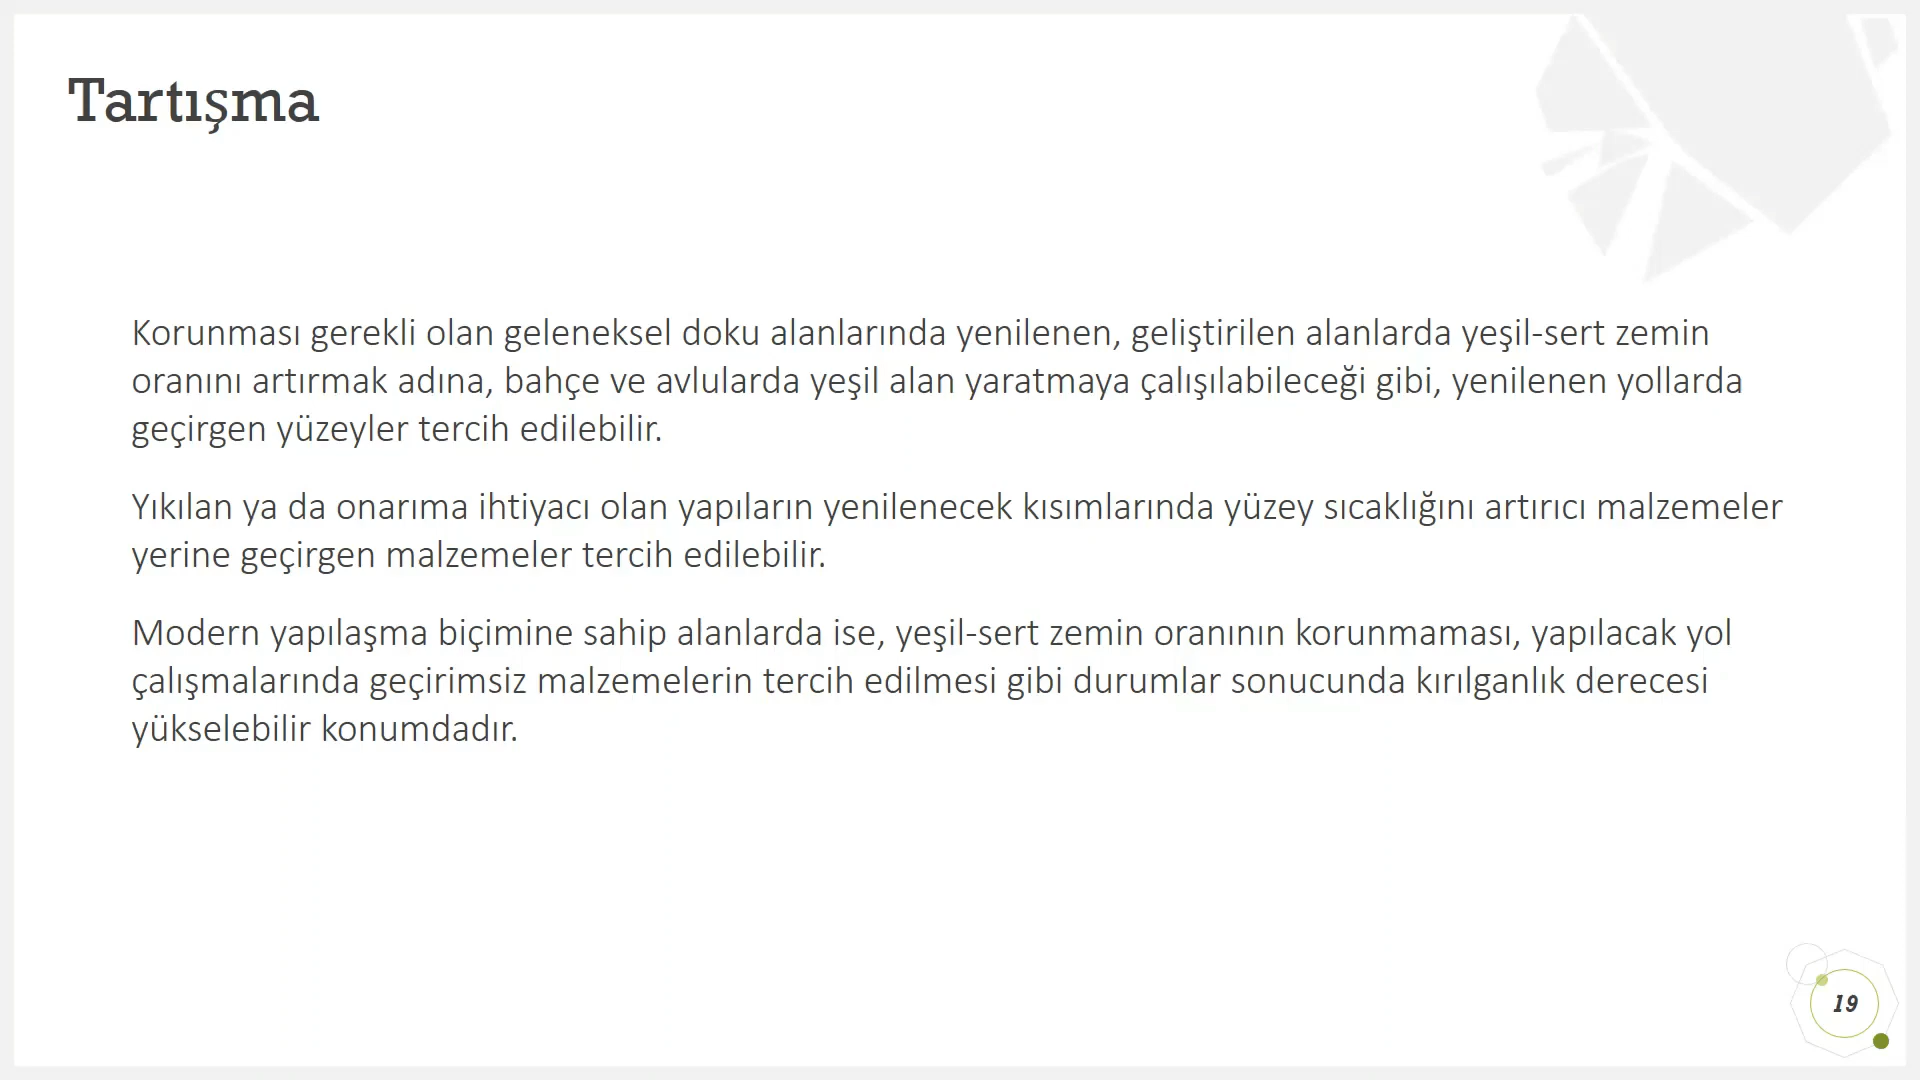 Tartışma
Korunması gerekli olan geleneksel doku alanlarında yenilenen, geliştirilen alanlarda yeşil-sert zemin
oranını artırmak adına, bahçe ve avlularda yeşil alan yaratmaya çalışılabileceği gibi, yenilenen yollarda
geçirgen yüzeyler tercih edilebilir.
Yıkılan ya da onarıma ihtiyacı olan yapıların yenilenecek kısımlarında yüzey sıcaklığını artırıcı malzemeler
yerine geçirgen malzemeler tercih edilebilir.
Modern yapılaşma biçimine sahip alanlarda ise, yeşil-sert zemin oranının korunmaması, yapılacak yol
çalışmalarında geçirimsiz malzemelerin tercih edilmesi gibi durumlar sonucunda kırılganlık derecesi
yükselebilir konumdadır.
19